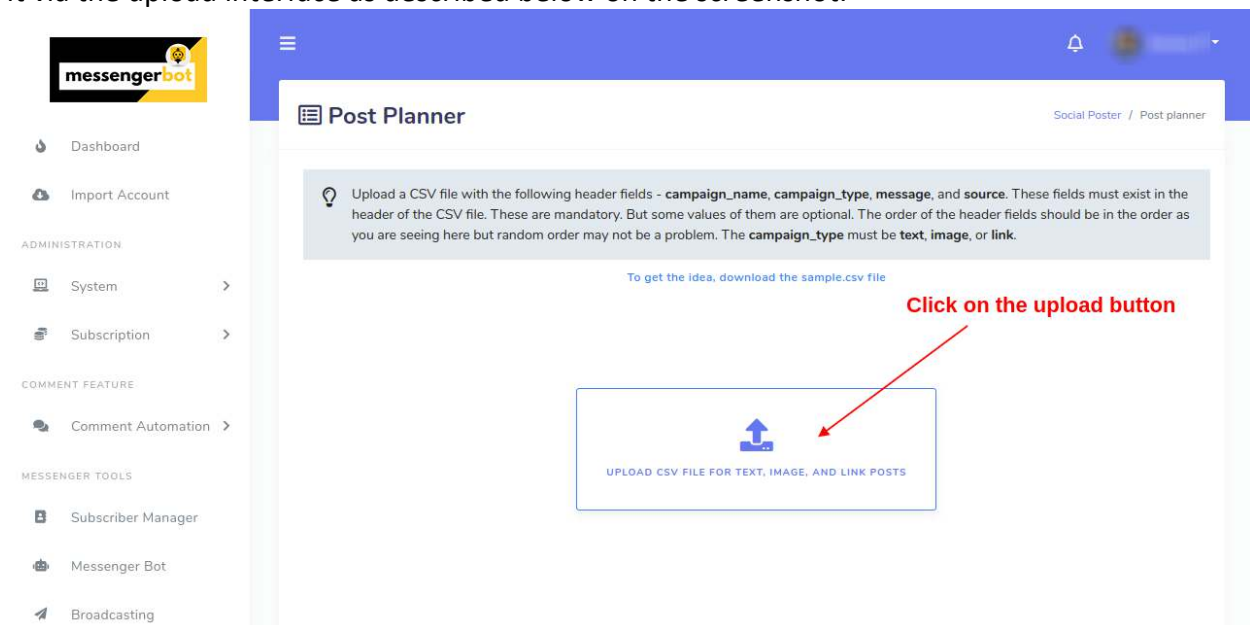 it via the upload interface as described below on the screenshot.
messengerbot
Dashboard
Import Account
ADMINISTRATION
System
Subscription
COMMENT FEATURE
Comment Automation
MESSENGER TOOLS
Subscriber Manager
Messenger Bot
Broadcasting
Post Planner
Social Poster / Post planner
Upload a CSV file with the following header fields - campaign_name, campaign_type, message, and source. These fields must exist in the
header of the CSV file. These are mandatory. But some values of them are optional. The order of the header fields should be in the order as
you are seeing here but random order may not be a problem. The campaign_type must be text, image, or link.
To get the idea, download the sample.csv file
Click on the upload button
UPLOAD CSV FILE FOR TEXT, IMAGE, AND LINK POSTS